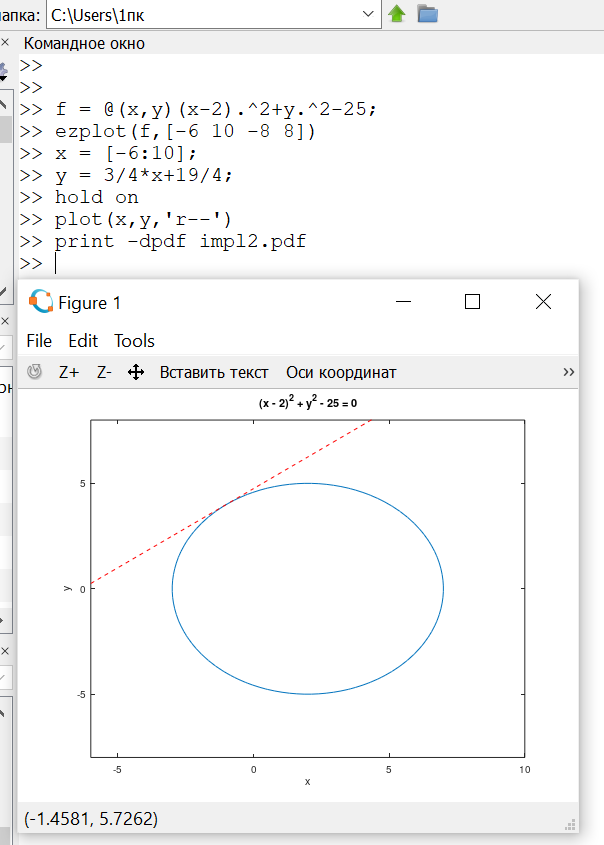 апка: C:\Users\1пк
Командное окно
>>
>>
>> f = @(x,y)(x-2).^2+y.^2-25;
>> ezplot(f,[-6 10 -8 8])
>> x = [-6:10];
>> y = 3/4*x+19/4;
>> hold on
>> plot(x,y,'r--')
>> print -dpdf impl2.pdf
>>
Figure 1
File Edit Tools
Z+ Z- Вставить текст Оси координат »
(x - 2)² + y² - 25 = 0
5
y
0
-5
-5 0 5 10
x
(-1.4581, 5.7262)